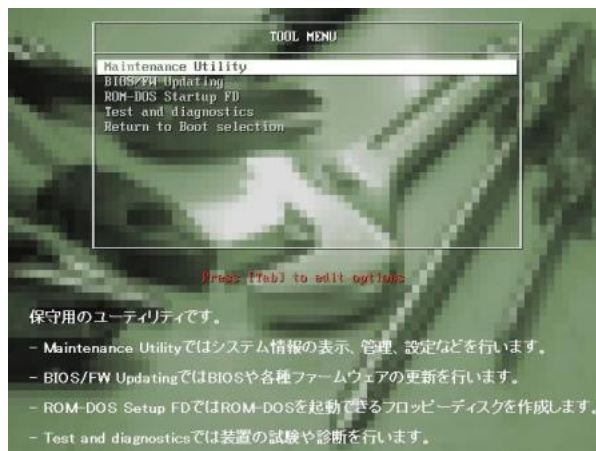 TOOL MENU
Maintenance Utility
BIOS/FW Updating
ROM-DOS Startup FD
Test and diagnostics
Return to Boot selection
Press [Tab] to edit options
保守用のユーティリティです。
- Maintenance Utilityではシステム情報の表示、管理、設定などを行います。
- BIOS/FW UpdatingではBIOSや各種ファームウェアの更新を行います。
- ROM-DOS Setup FDではROM-DOSを起動できるフロッピーディスクを作成します。
- Test and diagnosticsでは装置の試験や診断を行います。